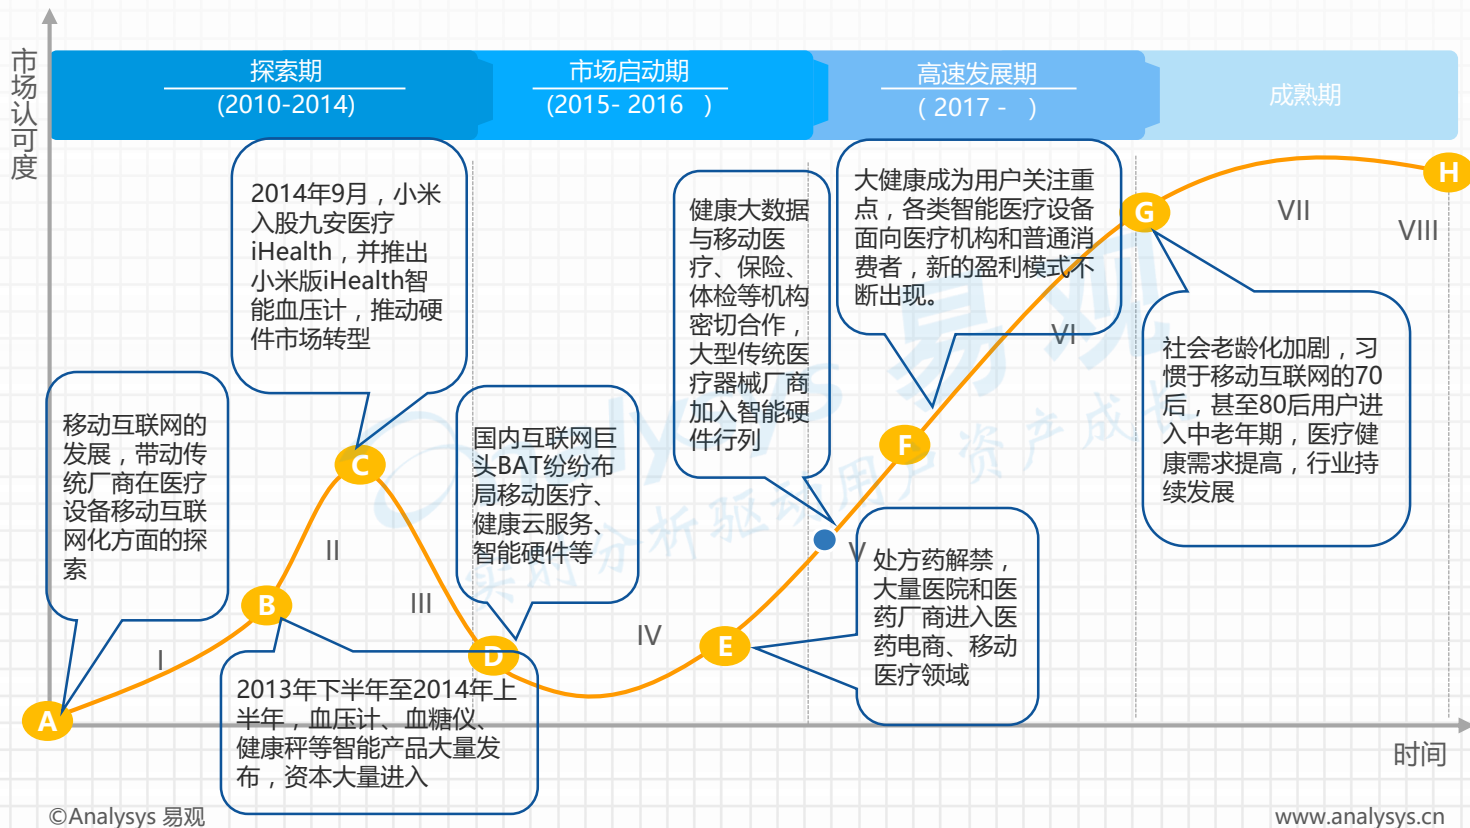 市场认可度
探索期
(2010-2014)
市场启动期
(2015- 2016 )
高速发展期
( 2017 - )
成熟期
2014年9月，小米
入股九安医疗
iHealth，并推出
小米版iHealth智
能血压计，推动硬
件市场转型
健康大数据
与移动医
疗、保险、
体检等机构
密切合作，
大型传统医
疗器械厂商
加入智能硬
件行列
大健康成为用户关注重
点，各类智能医疗设备
面向医疗机构和普通消
费者，新的盈利模式不
断出现。
社会老龄化加剧，习
惯于移动互联网的70
后，甚至80后用户进
入中老年期，医疗健
康需求提高，行业持
续发展
移动互联网的
发展，带动传
统厂商在医疗
设备移动互联
网化方面的探
索
国内互联网巨
头BAT纷纷布
局移动医疗、
健康云服务、
智能硬件等
处方药解禁，
大量医院和医
药厂商进入医
药电商、移动
医疗领域
2013年下半年至2014年上
半年，血压计、血糖仪、
健康秤等智能产品大量发
布，资本大量进入
A
B
C
D
E
F
G
H
I
II
III
IV
V
VI
VII
VIII
时间
nalysys 易观
实时分析驱动用户资产成长
©Analysys 易观
www.analysys.cn